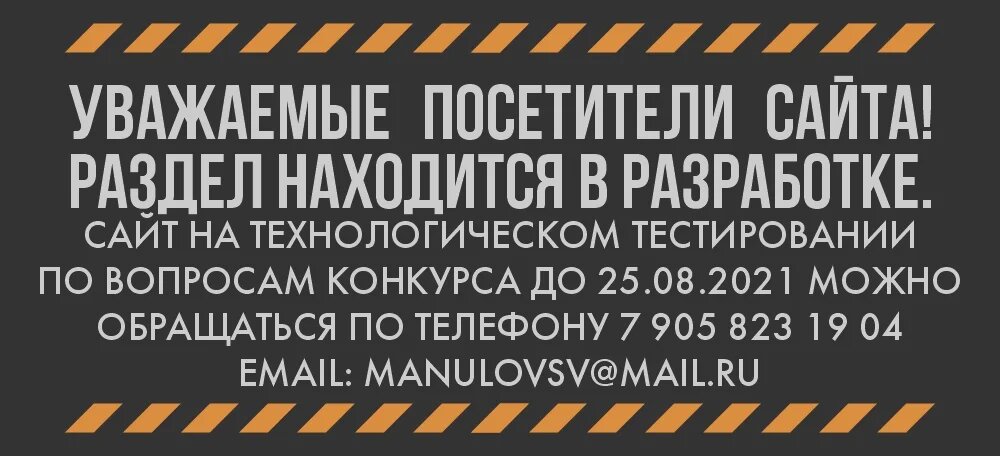 УВАЖАЕМЫЕ ПОСЕТИТЕЛИ САЙТА!
РАЗДЕЛ НАХОДИТСЯ В РАЗРАБОТКЕ.
САЙТ НА ТЕХНОЛОГИЧЕСКОМ ТЕСТИРОВАНИИ
ПО ВОПРОСАМ КОНКУРСА ДО 25.08.2021 МОЖНО
ОБРАЩАТЬСЯ ПО ТЕЛЕФОНУ 7 905 823 19 04
EMAIL: MANULOVSV@MAIL.RU